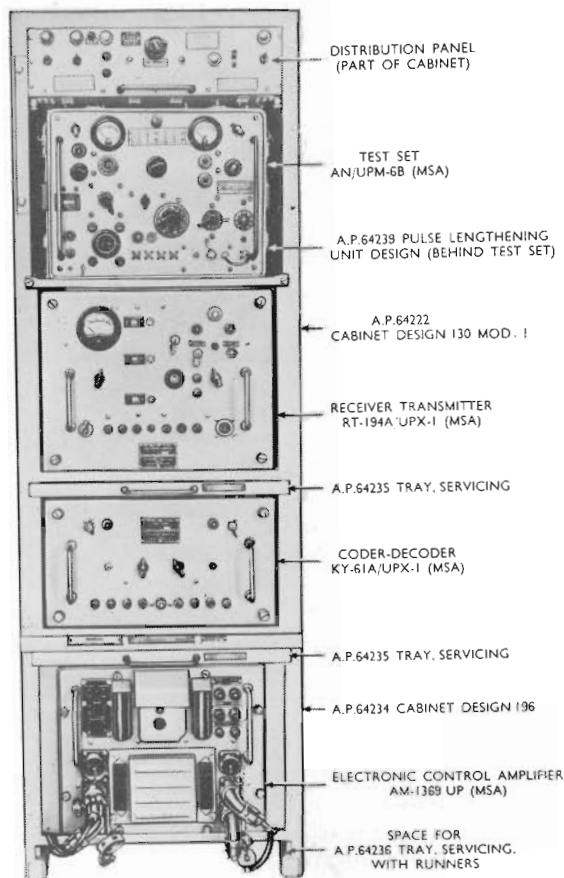 DISTRIBUTION PANEL
(PART OF CABINET)
TEST SET
AN/UPM-6B (MSA)
A.P.64239 PULSE LENGTHENING
UNIT DESIGN (BEHIND TEST SET)
A.P.64222
CABINET DESIGN 130 MOD. 1
RECEIVER TRANSMITTER
RT-194A/UPX-1 (MSA)
A.P.64235 TRAY, SERVICING
CODER-DECODER
KY-61A/UPX-1 (MSA)
A.P.64235 TRAY, SERVICING
A.P.64234 CABINET DESIGN 196
ELECTRONIC CONTROL AMPLIFIER
AM-1369 UP (MSA)
SPACE FOR
A.P.64236 TRAY, SERVICING,
WITH RUNNERS